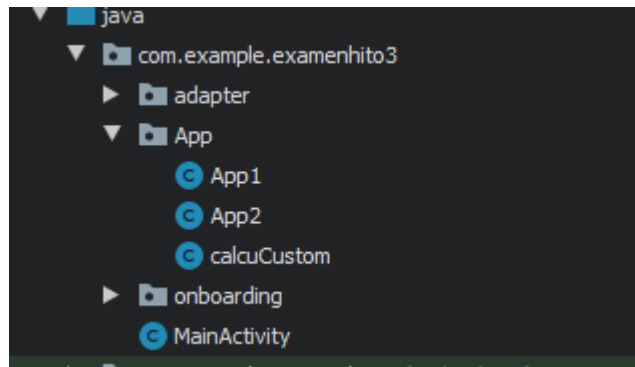 java
com.example.examenhito3
adapter
App
App1
App2
calcuCustom
onboarding
MainActivity